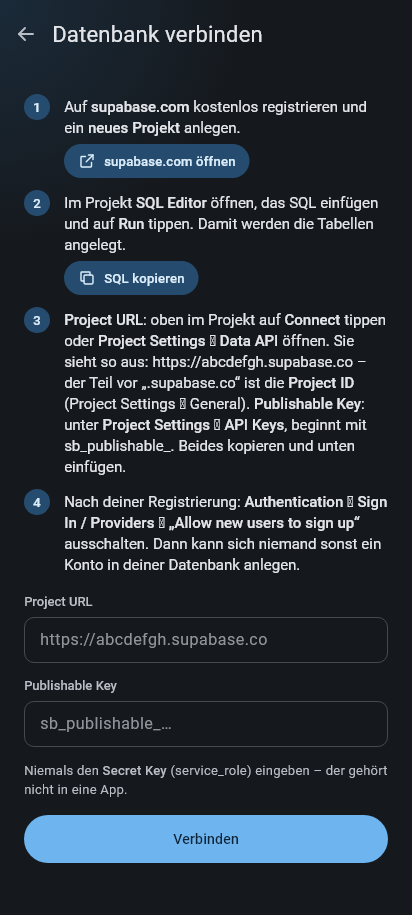 Datenbank verbinden
1
Auf supabase.com kostenlos registrieren und
ein neues Projekt anlegen.
supabase.com öffnen
2
Im Projekt SQL Editor öffnen, das SQL einfügen
und auf Run tippen. Damit werden die Tabellen
angelegt.
SQL kopieren
3
Project URL: oben im Projekt auf Connect tippen
oder Project Settings ▯ Data API öffnen. Sie
sieht so aus: https://abcdefgh.supabase.co –
der Teil vor „.supabase.co“ ist die Project ID
(Project Settings ▯ General). Publishable Key:
unter Project Settings ▯ API Keys, beginnt mit
sb_publishable_. Beides kopieren und unten
einfügen.
4
Nach deiner Registrierung: Authentication ▯ Sign
In / Providers ▯ „Allow new users to sign up“
ausschalten. Dann kann sich niemand sonst ein
Konto in deiner Datenbank anlegen.
Project URL
https://abcdefgh.supabase.co
Publishable Key
sb_publishable_…
Niemals den Secret Key (service_role) eingeben – der gehört
nicht in eine App.
Verbinden